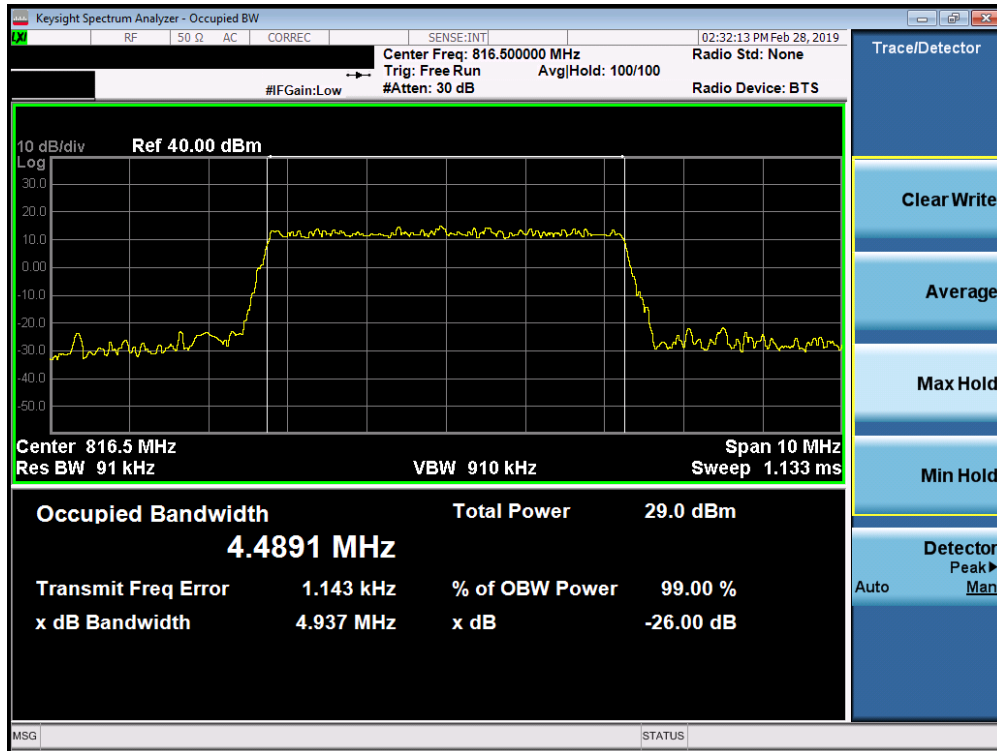 Keysight Spectrum Analyzer - Occupied BW
LXI RF 50 Ω AC CORREC SENSE:INT 02:32:13 PM Feb 28, 2019
Center Freq: 816.500000 MHz Radio Std: None
Trig: Free Run Avg|Hold: 100/100
#IFGain:Low #Atten: 30 dB Radio Device: BTS
10 dB/div Ref 40.00 dBm
Log
30.0
20.0
10.0
0.00
-10.0
-20.0
-30.0
-40.0
-50.0
Center 816.5 MHz Span 10 MHz
Res BW 91 kHz VBW 910 kHz Sweep 1.133 ms
Occupied Bandwidth Total Power 29.0 dBm
4.4891 MHz
Transmit Freq Error 1.143 kHz % of OBW Power 99.00 %
x dB Bandwidth 4.937 MHz x dB -26.00 dB
MSG STATUS
Trace/Detector
Clear Write
Average
Max Hold
Min Hold
Detector
Peak▶
Auto Man